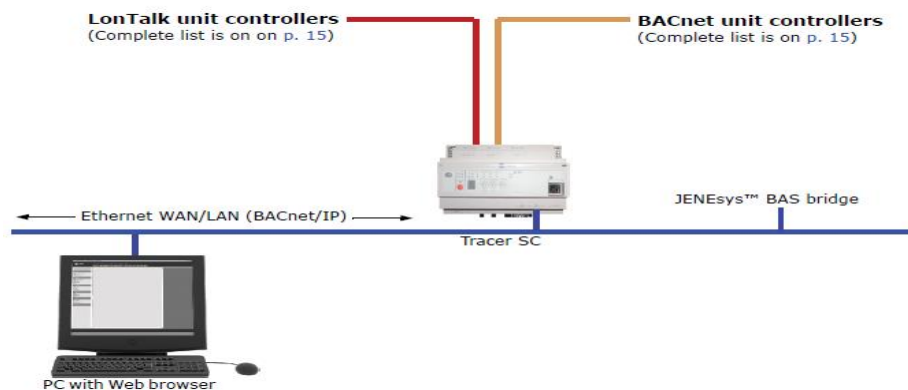 LonTalk unit controllers
(Complete list is on on p. 15)
BACnet unit controllers
(Complete list is on p. 15)
Ethernet WAN/LAN (BACnet/IP)
JENEsys™ BAS bridge
Tracer SC
PC with Web browser